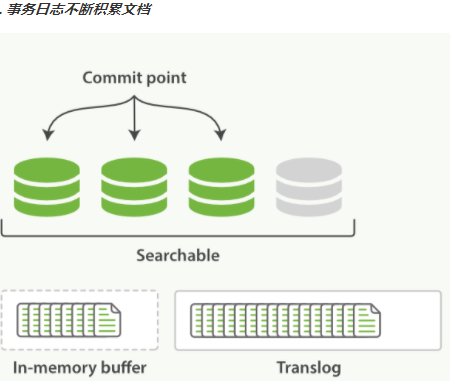 . 事务日志不断积累文档
Commit point
Searchable
In-memory buffer
Translog